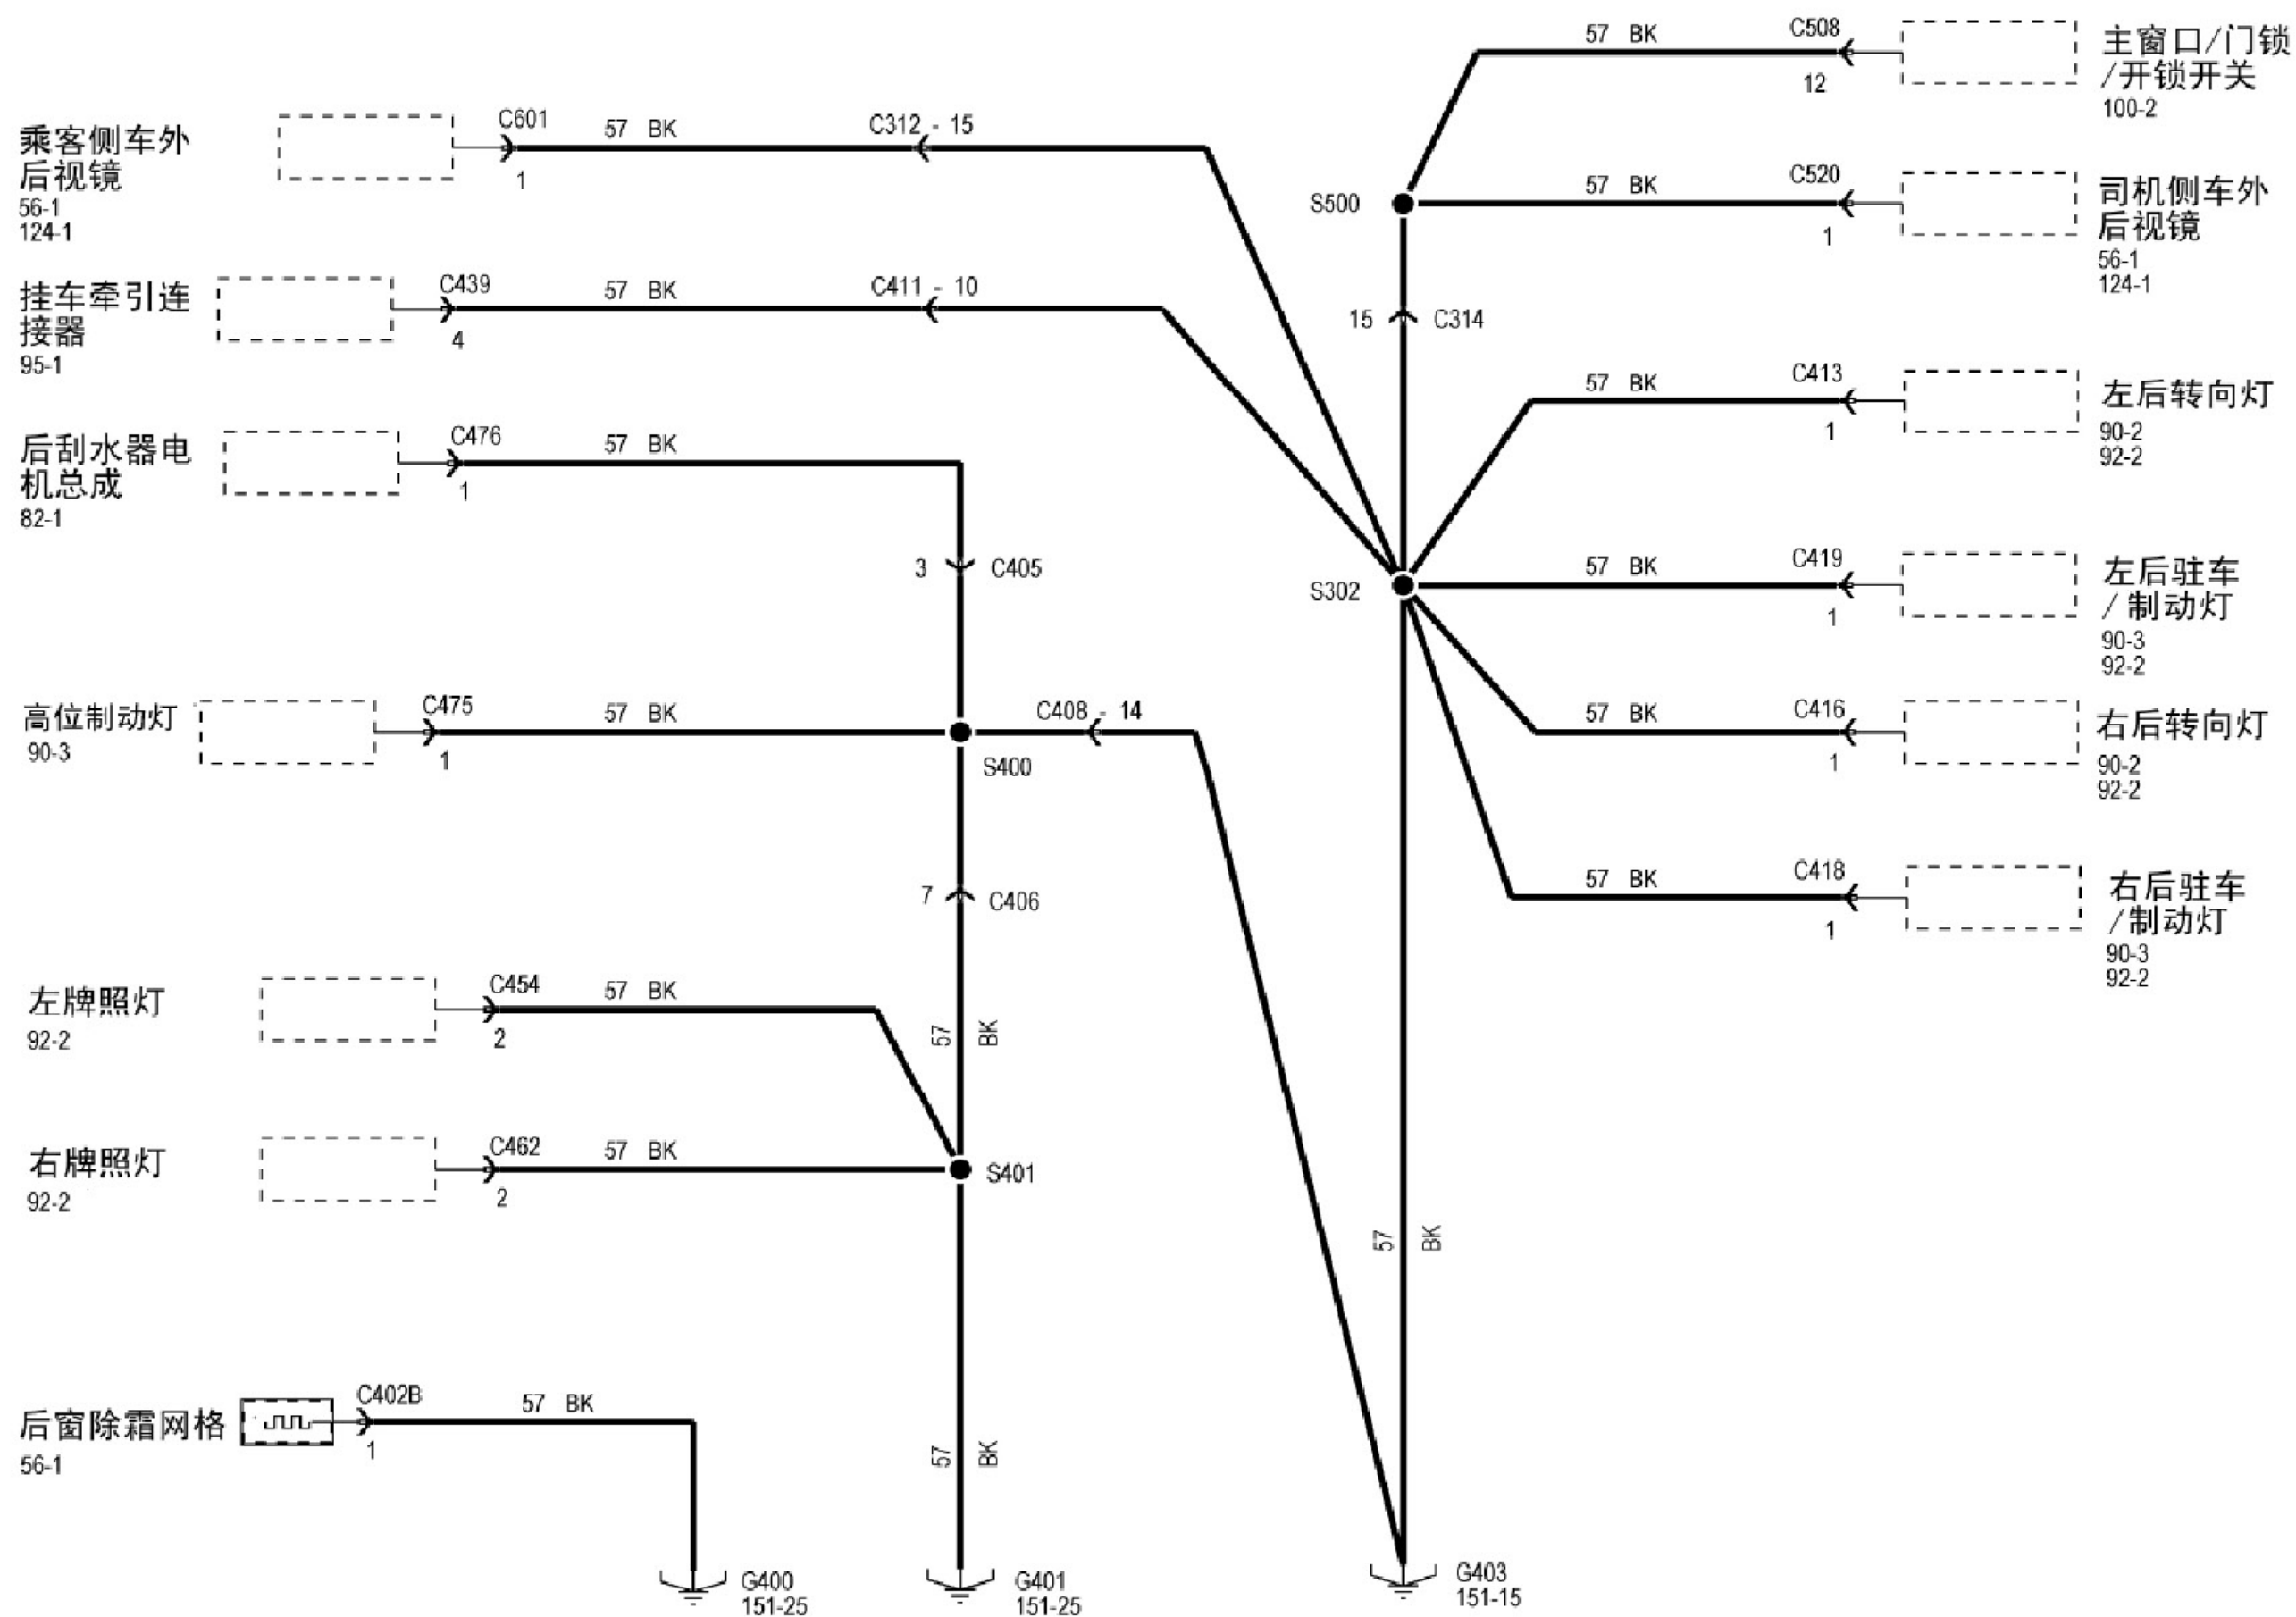 乘客侧车外
后视镜
56-1
124-1
C601
1
57 BK
C312 - 15
挂车牵引连
接器
95-1
C439
4
57 BK
C411 - 10
后刮水器电
机总成
82-1
C476
1
57 BK
3 C405
高位制动灯
90-3
C475
1
57 BK
C408 - 14
S400
7 C406
左牌照灯
92-2
C454
2
57 BK
57 BK
右牌照灯
92-2
C462
2
57 BK
S401
57 BK
后窗除霜网格
56-1
C402B
1
57 BK
G400
151-25
G401
151-25
57 BK
C508
12
主窗口/门锁
/开锁开关
100-2
S500
57 BK
C520
1
司机侧车外
后视镜
56-1
124-1
15 C314
57 BK
C413
1
左后转向灯
90-2
92-2
S302
57 BK
C419
1
左后驻车
/制动灯
90-3
92-2
57 BK
C416
1
右后转向灯
90-2
92-2
57 BK
C418
1
右后驻车
/制动灯
90-3
92-2
57 BK
G403
151-15